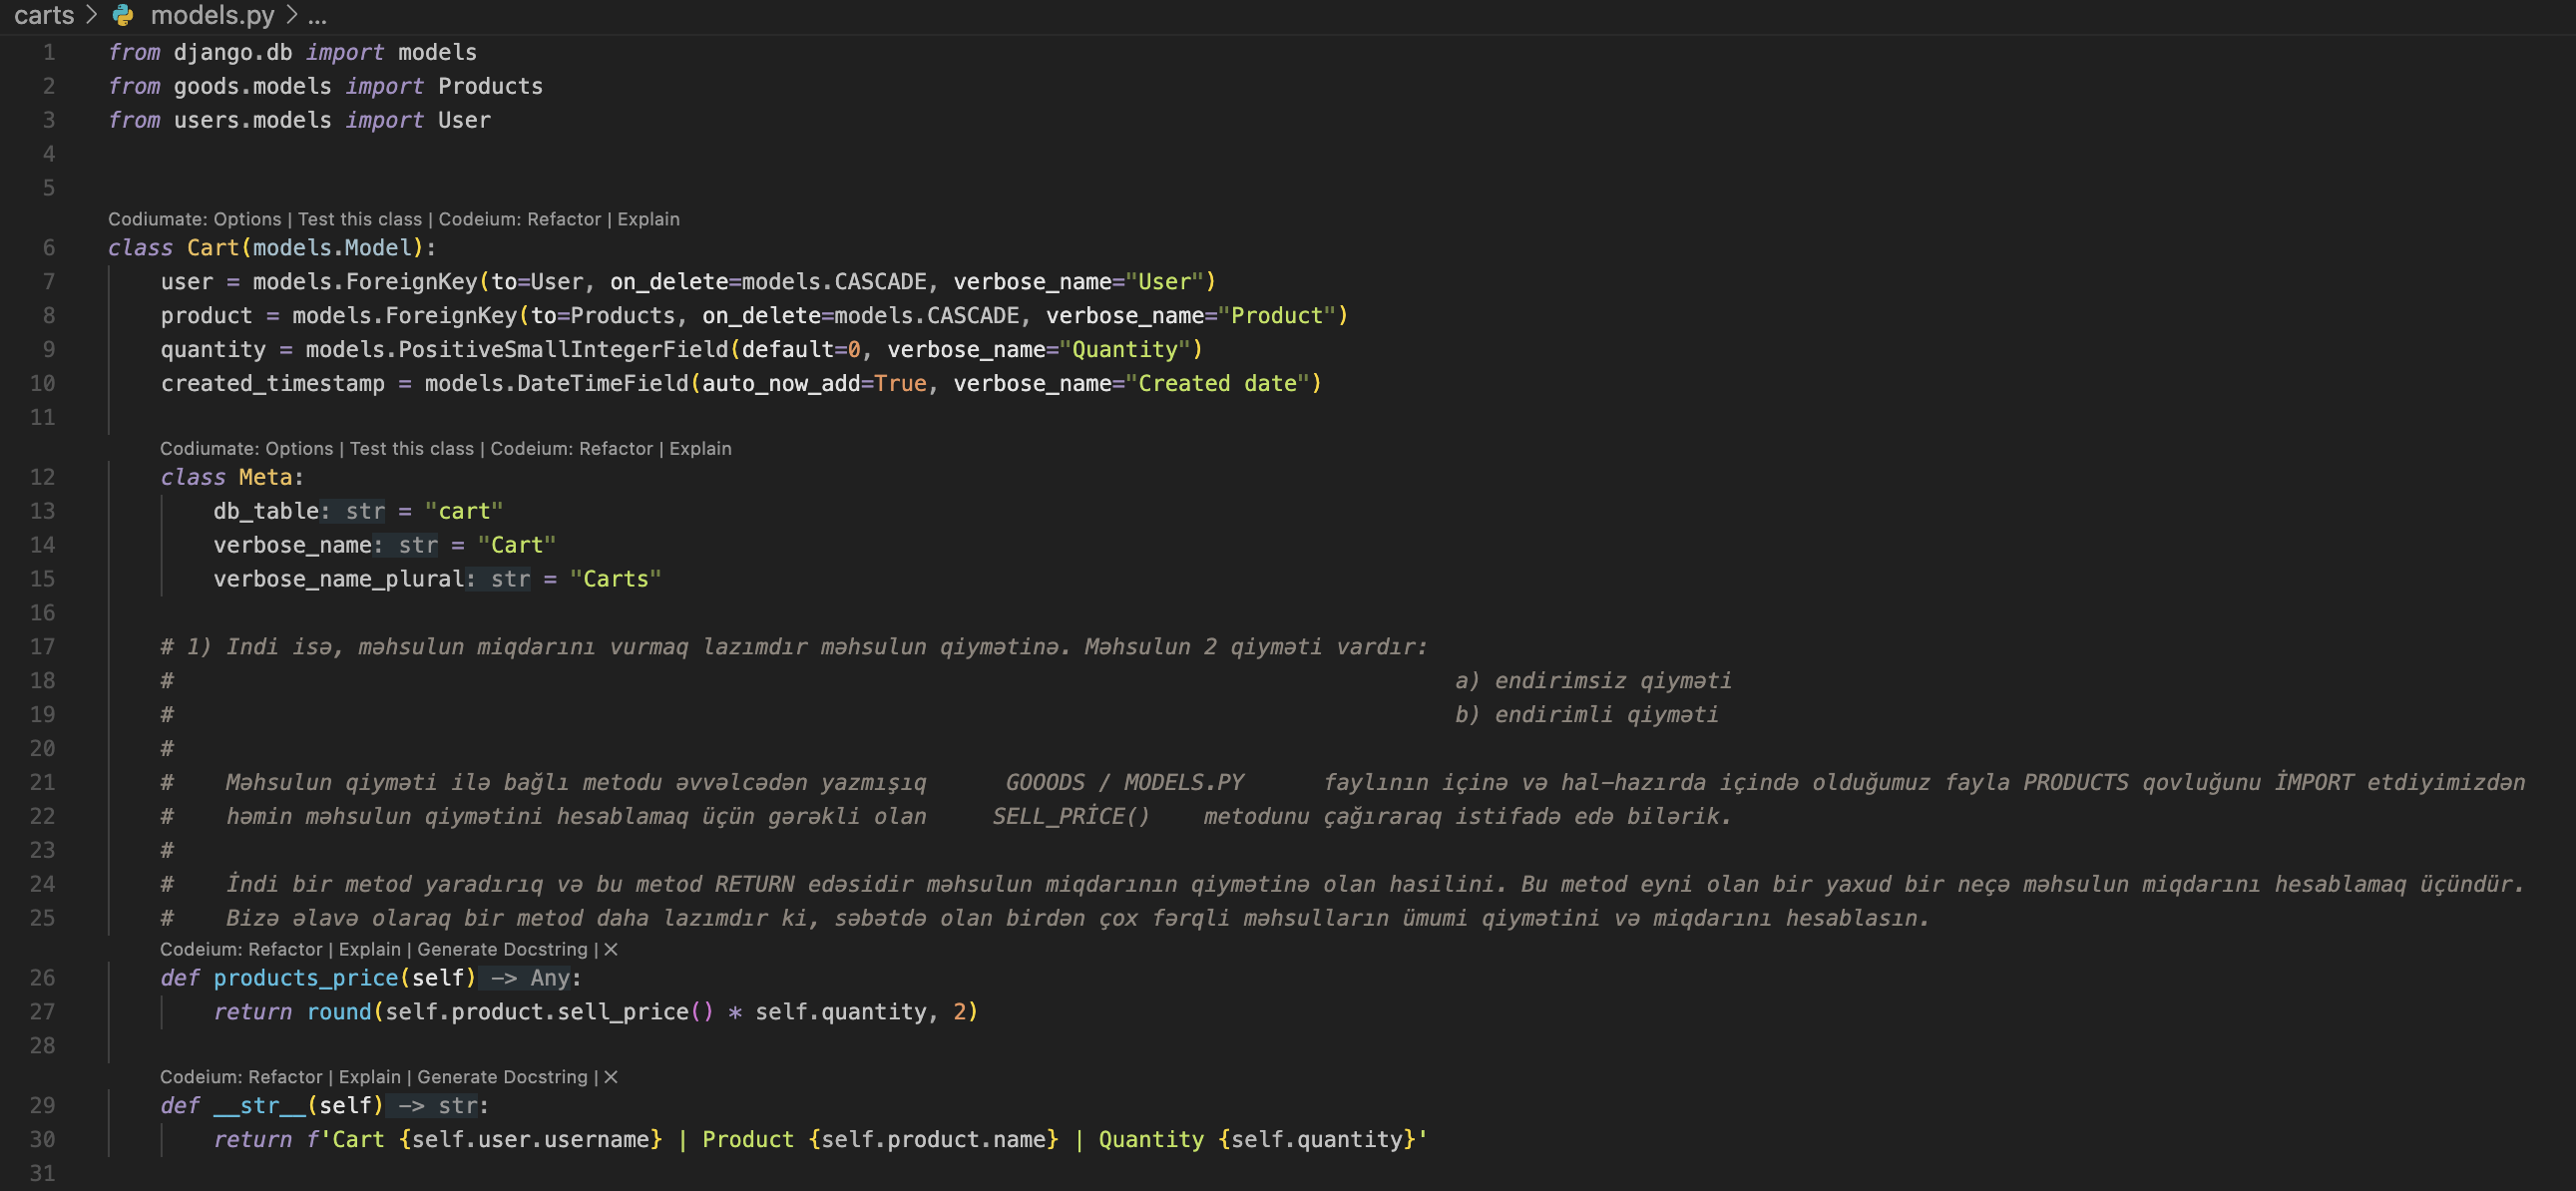 carts > models.py > ...
1 from django.db import models
2 from goods.models import Products
3 from users.models import User
4
5
Codiumate: Options | Test this class | Codeium: Refactor | Explain
6 class Cart(models.Model):
7     user = models.ForeignKey(to=User, on_delete=models.CASCADE, verbose_name="User")
8     product = models.ForeignKey(to=Products, on_delete=models.CASCADE, verbose_name="Product")
9     quantity = models.PositiveSmallIntegerField(default=0, verbose_name="Quantity")
10     created_timestamp = models.DateTimeField(auto_now_add=True, verbose_name="Created date")
11
Codiumate: Options | Test this class | Codeium: Refactor | Explain
12     class Meta:
13         db_table: str = "cart"
14         verbose_name: str = "Cart"
15         verbose_name_plural: str = "Carts"
16
17     # 1) Indi isə, məhsulun miqdarını vurmaq lazımdır məhsulun qiymətinə. Məhsulun 2 qiyməti vardır:
18     # a) endirimsiz qiyməti
19     # b) endirimli qiyməti
20     #
21     #    Məhsulun qiyməti ilə bağlı metodu əvvəlcədən yazmışıq      GOOODS / MODELS.PY      faylının içinə və hal-hazırda içində olduğumuz fayla PRODUCTS qovluğunu İMPORT etdiyimizdən
22     #    həmin məhsulun qiymətini hesablamaq üçün gərəkli olan     SELL_PRİCE()    metodunu çağıraraq istifadə edə bilərik.
23     #
24     #    İndi bir metod yaradırıq və bu metod RETURN edəsidir məhsulun miqdarının qiymətinə olan hasilini. Bu metod eyni olan bir yaxud bir neçə məhsulun miqdarını hesablamaq üçündür.
25     #    Bizə əlavə olaraq bir metod daha lazımdır ki, səbətdə olan birdən çox fərqli məhsulların ümumi qiymətini və miqdarını hesablasın.
Codeium: Refactor | Explain | Generate Docstring | ×
26     def products_price(self) -> Any:
27         return round(self.product.sell_price() * self.quantity, 2)
28
Codeium: Refactor | Explain | Generate Docstring | ×
29     def __str__(self) -> str:
30         return f'Cart {self.user.username} | Product {self.product.name} | Quantity {self.quantity}'
31